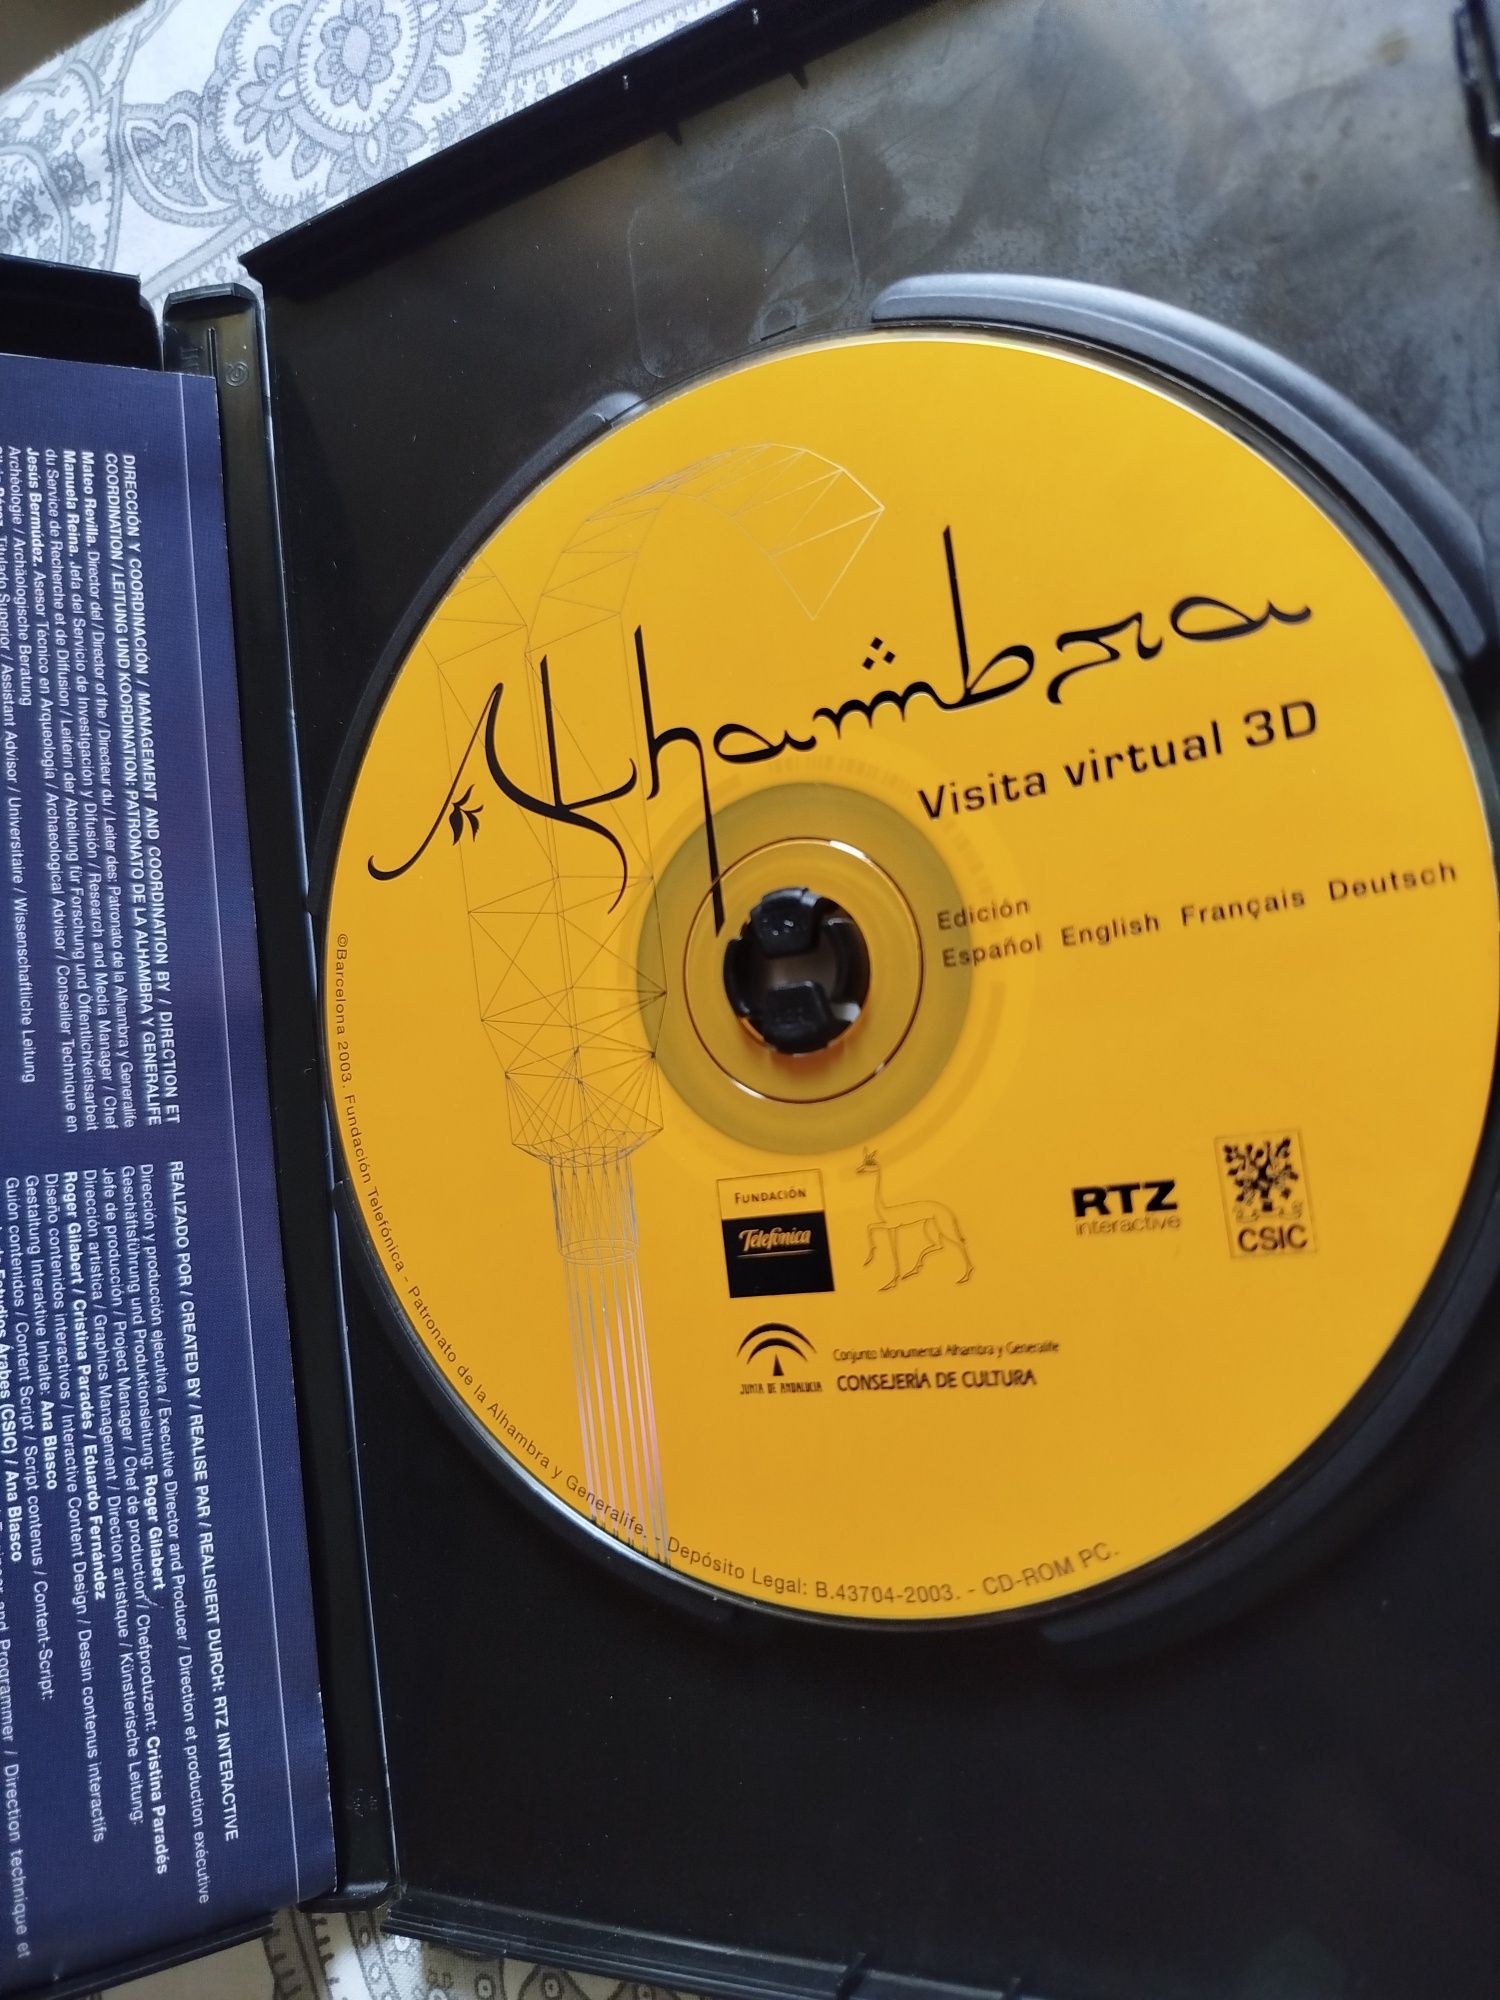 Alhambra
Visita virtual 3D
Edición
Español English Français Deutsch
FUNDACIÓN
Telefónica
RTZ
interactive
CSIC
JUNTA DE ANDALUCIA
Conjunto Monumental Alhambra y Generalife
CONSEJERÍA DE CULTURA
©Barcelona 2003. Fundación Telefónica - Patronato de la Alhambra y Generalife. - Depósito Legal: B.43704-2003. - CD-ROM PC.
DIRECCIÓN Y COORDINACIÓN / MANAGEMENT AND COORDINATION BY / DIRECTION ET
COORDINATION / LEITUNG UND KOORDINATION: PATRONATO DE LA ALHAMBRA Y GENERALIFE
Mateo Revilla, Director del / Director of the / Directeur du / Leiter des: Patronato de la Alhambra y Generalife
Manuela Reina, Jefa del Servicio de Investigación y Difusión / Research and Media Manager / Chef
du Service de Recherche et de Diffusion / Leiterin der Abteilung für Forschung und Öffentlichkeitsarbeit
Jesús Bermúdez, Asesor Técnico en Arqueología / Archaeological Advisor / Conseiller Technique en
Archéologie / Archäologische Beratung
Pérez, Titulado Superior / Assistant Advisor / Universitaire / Wissenschaftliche Leitung
REALIZADO POR / CREATED BY / REALISE PAR / REALISIERT DURCH: RTZ INTERACTIVE
Dirección y producción ejecutiva / Executive Director and Producer / Direction et production exécutive
Geschäftsführung und Produktionsleitung: Roger Gilabert
Jefe de producción / Project Manager / Chef de production / Chefproduzent: Cristina Paradés
Dirección artística / Graphics Management / Direction artistique / Künstlerische Leitung:
Roger Gilabert / Cristina Paradés / Eduardo Fernández
Diseño contenidos interactivos / Interactive Content Design / Dessin contenus interactifs
Gestaltung Interaktive Inhalte: Ana Blasco
Guión contenidos / Content Script / Script contenus / Content-Script:
Estudios Árabes (CSIC) / Ana Blasco
and Programmer / Direction technique et